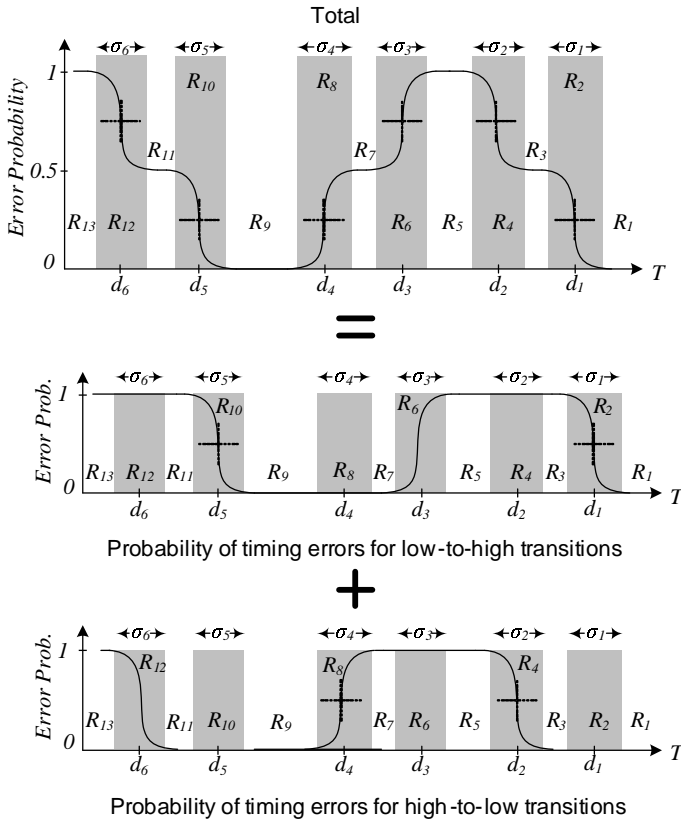 Total
σ6 σ5 σ4 σ3 σ2 σ1
Error Probability
1
R10 R8 R2
R11 R7 R3
0.5
R13 R12 R9 R6 R5 R4 R1
0
d6 d5 d4 d3 d2 d1 T
=
σ6 σ5 σ4 σ3 σ2 σ1
Error Prob.
1
R10 R6 R2
R13 R12 R11 R9 R8 R7 R5 R4 R3 R1
0
d6 d5 d4 d3 d2 d1 T
Probability of timing errors for low-to-high transitions
+
σ6 σ5 σ4 σ3 σ2 σ1
Error Prob.
1
R12 R8 R4
R13 R11 R10 R9 R7 R6 R5 R3 R2 R1
0
d6 d5 d4 d3 d2 d1 T
Probability of timing errors for high-to-low transitions